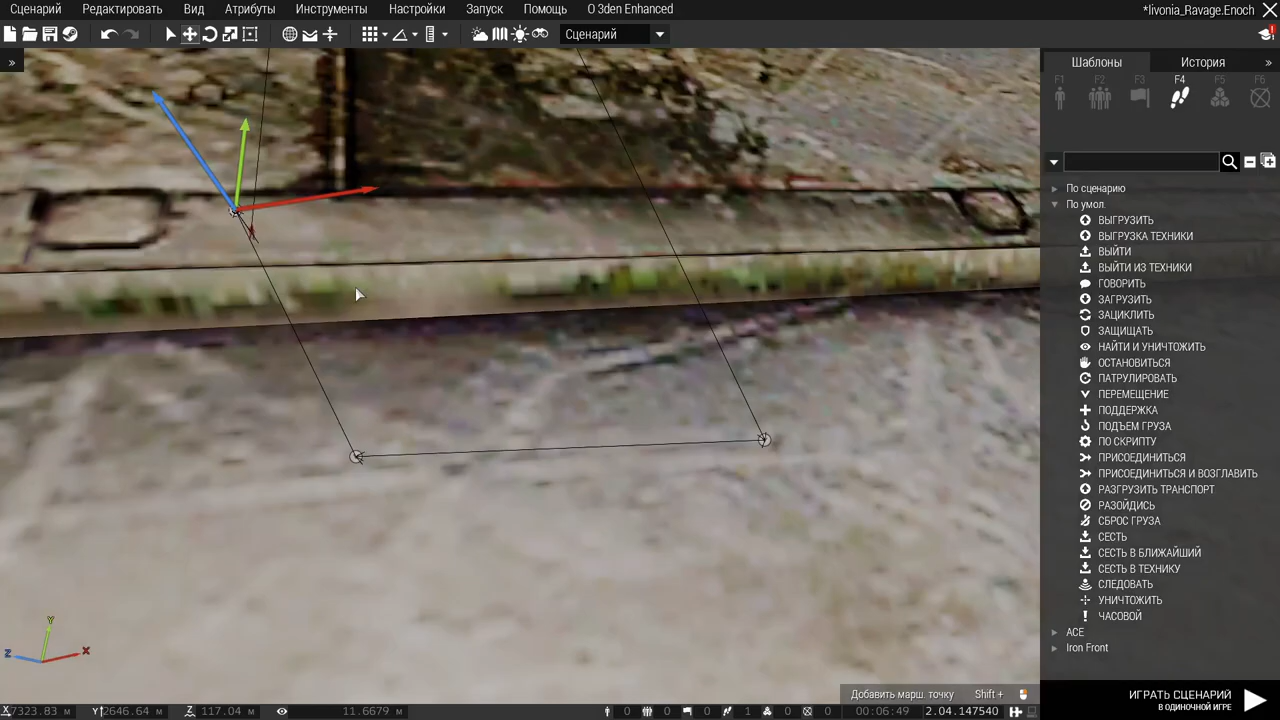 Сценарий Редактировать Вид Атрибуты Инструменты Настройки Запуск Помощь О 3den Enhanced *livonia_Ravage.Enoch
Сценарий
»
Шаблоны История »
F1 F2 F3 F4 F5 F6
По сценарию
По умол.
ВЫГРУЗИТЬ
ВЫГРУЗКА ТЕХНИКИ
ВЫЙТИ
ВЫЙТИ ИЗ ТЕХНИКИ
ГОВОРИТЬ
ЗАГРУЗИТЬ
ЗАЦИКЛИТЬ
ЗАЩИЩАТЬ
НАЙТИ И УНИЧТОЖИТЬ
ОСТАНОВИТЬСЯ
ПАТРУЛИРОВАТЬ
ПЕРЕМЕЩЕНИЕ
ПОДДЕРЖКА
ПОДЪЕМ ГРУЗА
ПО СКРИПТУ
ПРИСОЕДИНИТЬСЯ
ПРИСОЕДИНИТЬСЯ И ВОЗГЛАВИТЬ
РАЗГРУЗИТЬ ТРАНСПОРТ
РАЗОЙДИСЬ
СБРОС ГРУЗА
СЕСТЬ
СЕСТЬ В БЛИЖАЙШИЙ
СЕСТЬ В ТЕХНИКУ
СЛЕДОВАТЬ
УНИЧТОЖИТЬ
ЧАСОВОЙ
ACE
Iron Front
Y
Z X
Добавить марш. точку Shift +
X 7323.83 м Y 2646.64 м Z 117.04 м 11.6679 м 0 0 0 1 0 0 00:06:49 2.04.147540
ИГРАТЬ СЦЕНАРИЙ
В ОДИНОЧНОЙ ИГРЕ